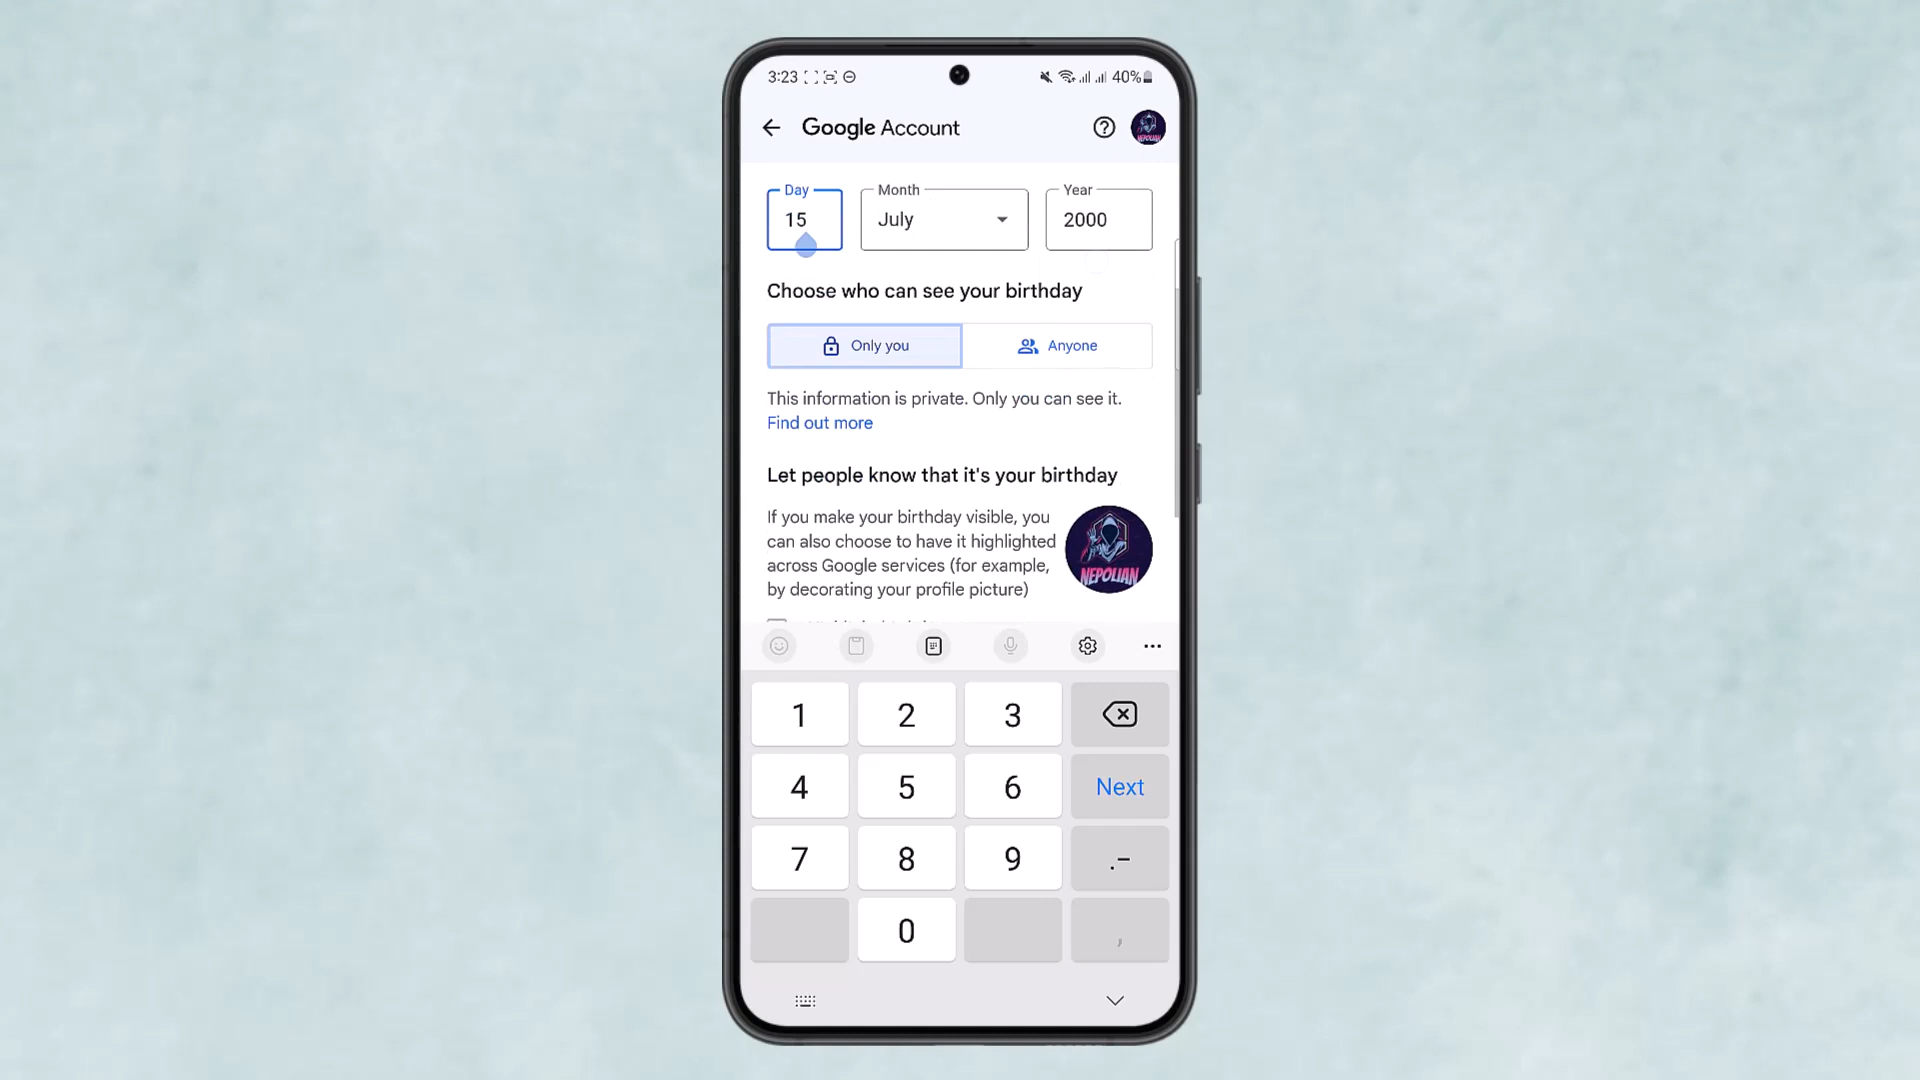 3:23
40%
Google Account
Day
Month
Year
15
July
2000
Choose who can see your birthday
Only you
Anyone
This information is private. Only you can see it.
Find out more
Let people know that it's your birthday
If you make your birthday visible, you
can also choose to have it highlighted
across Google services (for example,
by decorating your profile picture)
NEPOLIAN
1
2
3
4
5
6
Next
7
8
9
.-
0
,